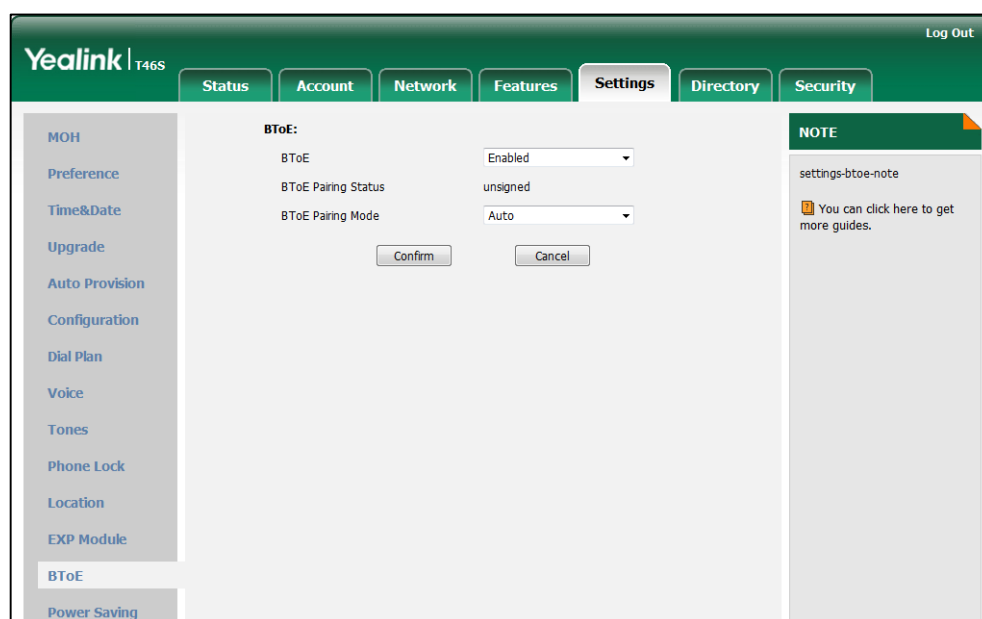 Log Out
Yealink | T46S
Status Account Network Features Settings Directory Security
MOH
Preference
Time&Date
Upgrade
Auto Provision
Configuration
Dial Plan
Voice
Tones
Phone Lock
Location
EXP Module
BToE
Power Saving
BToE:
BToE Enabled
BToE Pairing Status unsigned
BToE Pairing Mode Auto
Confirm Cancel
NOTE
settings-btoe-note
You can click here to get
more guides.